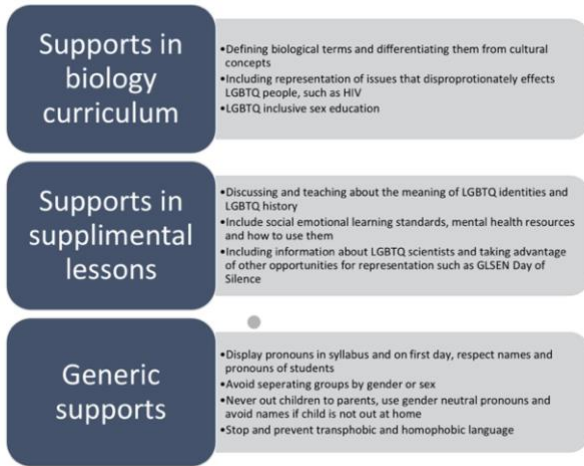 Supports in
biology
curriculum
•Defining biological terms and differentiating them from cultural
concepts
•Including representation of issues that disproprotionately effects
LGBTQ people, such as HIV
•LGBTQ inclusive sex education
Supports in
supplimental
lessons
•Discussing and teaching about the meaning of LGBTQ identities and
LGBTQ history
•Include social emotional learning standards, mental health resources
and how to use them
•Including information about LGBTQ scientists and taking advantage
of other opportunities for representation such as GLSEN Day of
Silence
Generic
supports
•Display pronouns in syllabus and on first day, respect names and
pronouns of students
•Avoid seperating groups by gender or sex
•Never out children to parents, use gender neutral pronouns and
avoid names if child is not out at home
•Stop and prevent transphobic and homophobic language